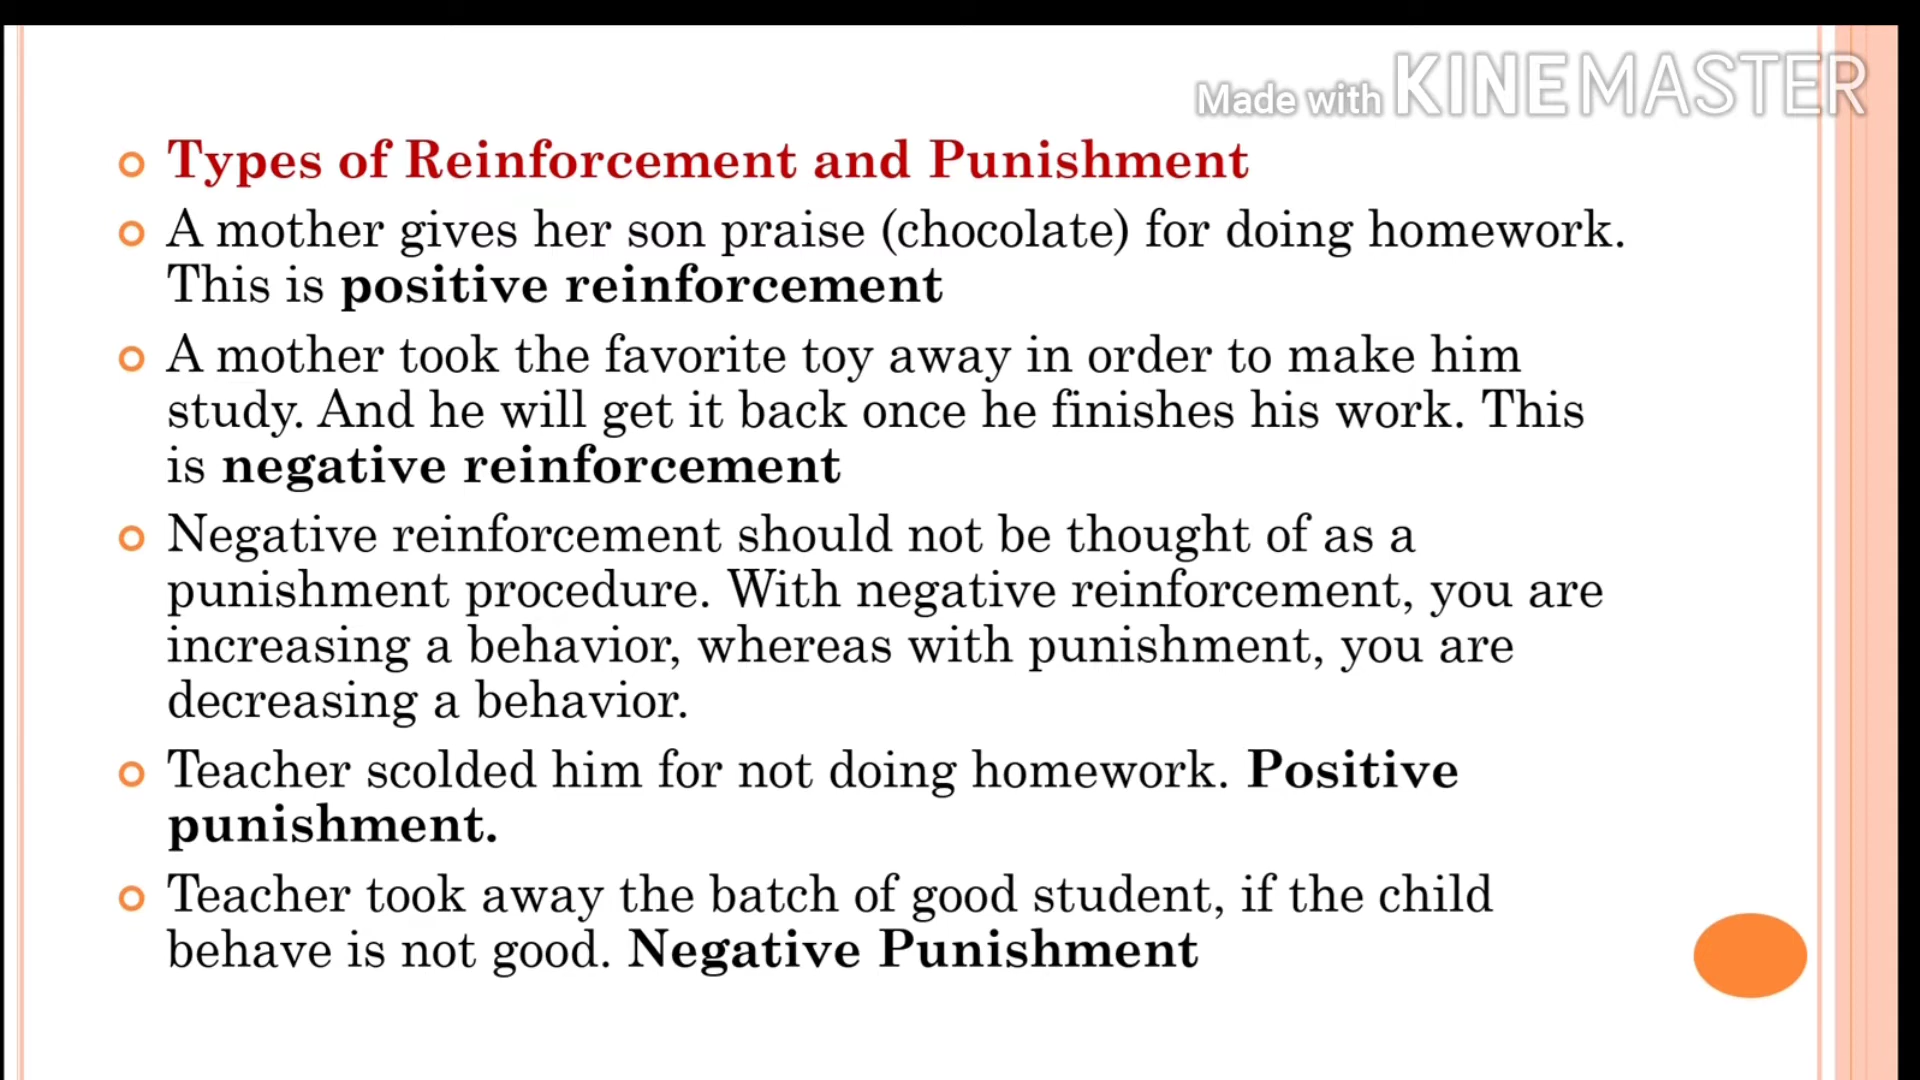 Made with KINEMASTER
Types of Reinforcement and Punishment
A mother gives her son praise (chocolate) for doing homework.
This is positive reinforcement
A mother took the favorite toy away in order to make him
study. And he will get it back once he finishes his work. This
is negative reinforcement
Negative reinforcement should not be thought of as a
punishment procedure. With negative reinforcement, you are
increasing a behavior, whereas with punishment, you are
decreasing a behavior.
Teacher scolded him for not doing homework. Positive
punishment.
Teacher took away the batch of good student, if the child
behave is not good. Negative Punishment